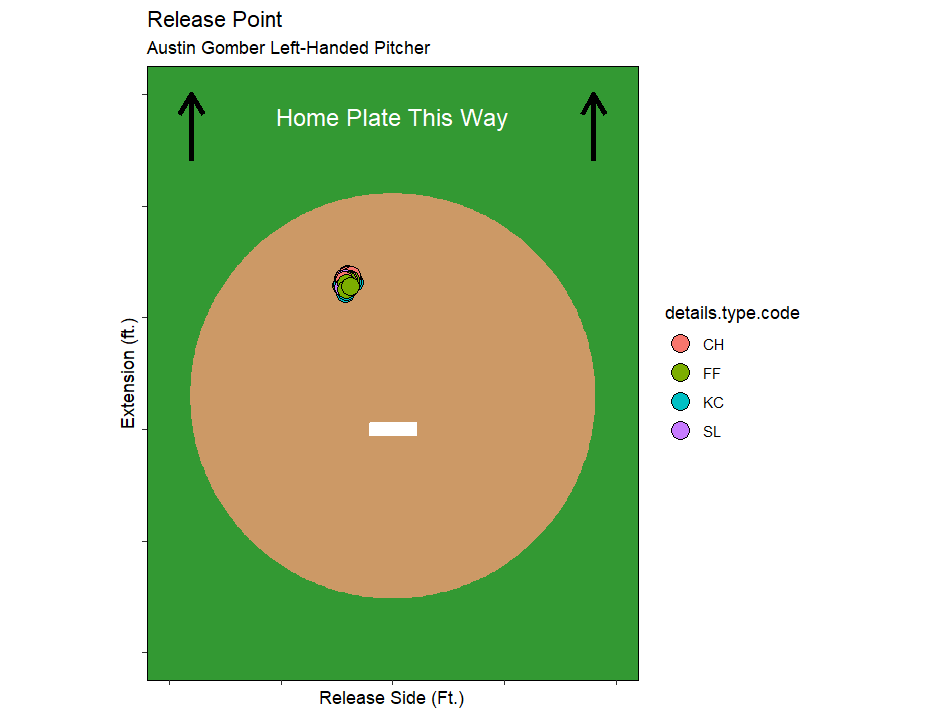 Release Point
Austin Gomber Left-Handed Pitcher
Home Plate This Way
Extension (ft.)
details.type.code
CH
FF
KC
SL
Release Side (Ft.)